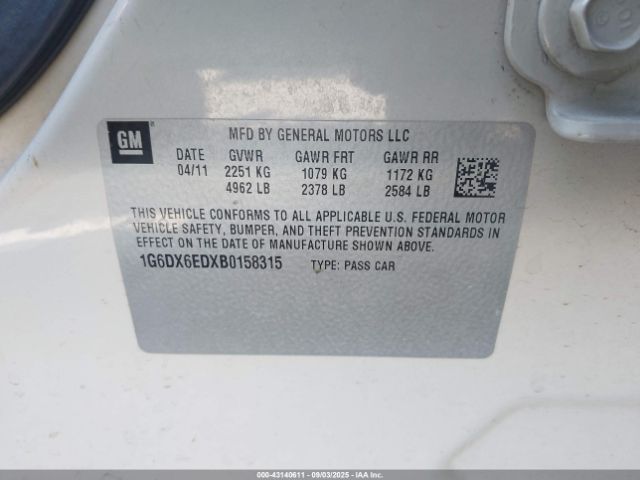 GM
MFD BY GENERAL MOTORS LLC
DATE GVWR GAWR FRT GAWR RR
04/11 2251 KG 1079 KG 1172 KG
4962 LB 2378 LB 2584 LB
THIS VEHICLE CONFORMS TO ALL APPLICABLE U.S. FEDERAL MOTOR
VEHICLE SAFETY, BUMPER, AND THEFT PREVENTION STANDARDS IN
EFFECT ON THE DATE OF MANUFACTURE SHOWN ABOVE.
1G6DX6EDXB0158315 TYPE: PASS CAR
000-43140611 - 09/03/2025 - IAAI.COM